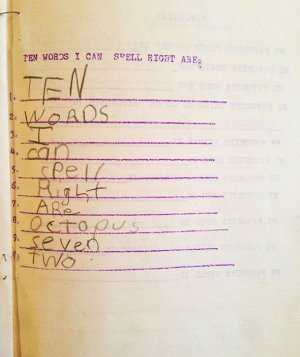 TEN WORDS I CAN SPELL RIGHT ARE:
1. TEN
2. WORDS
3. I
4. can
5. spell
6. Right
7. ARe
8. octopus
9. seven
two